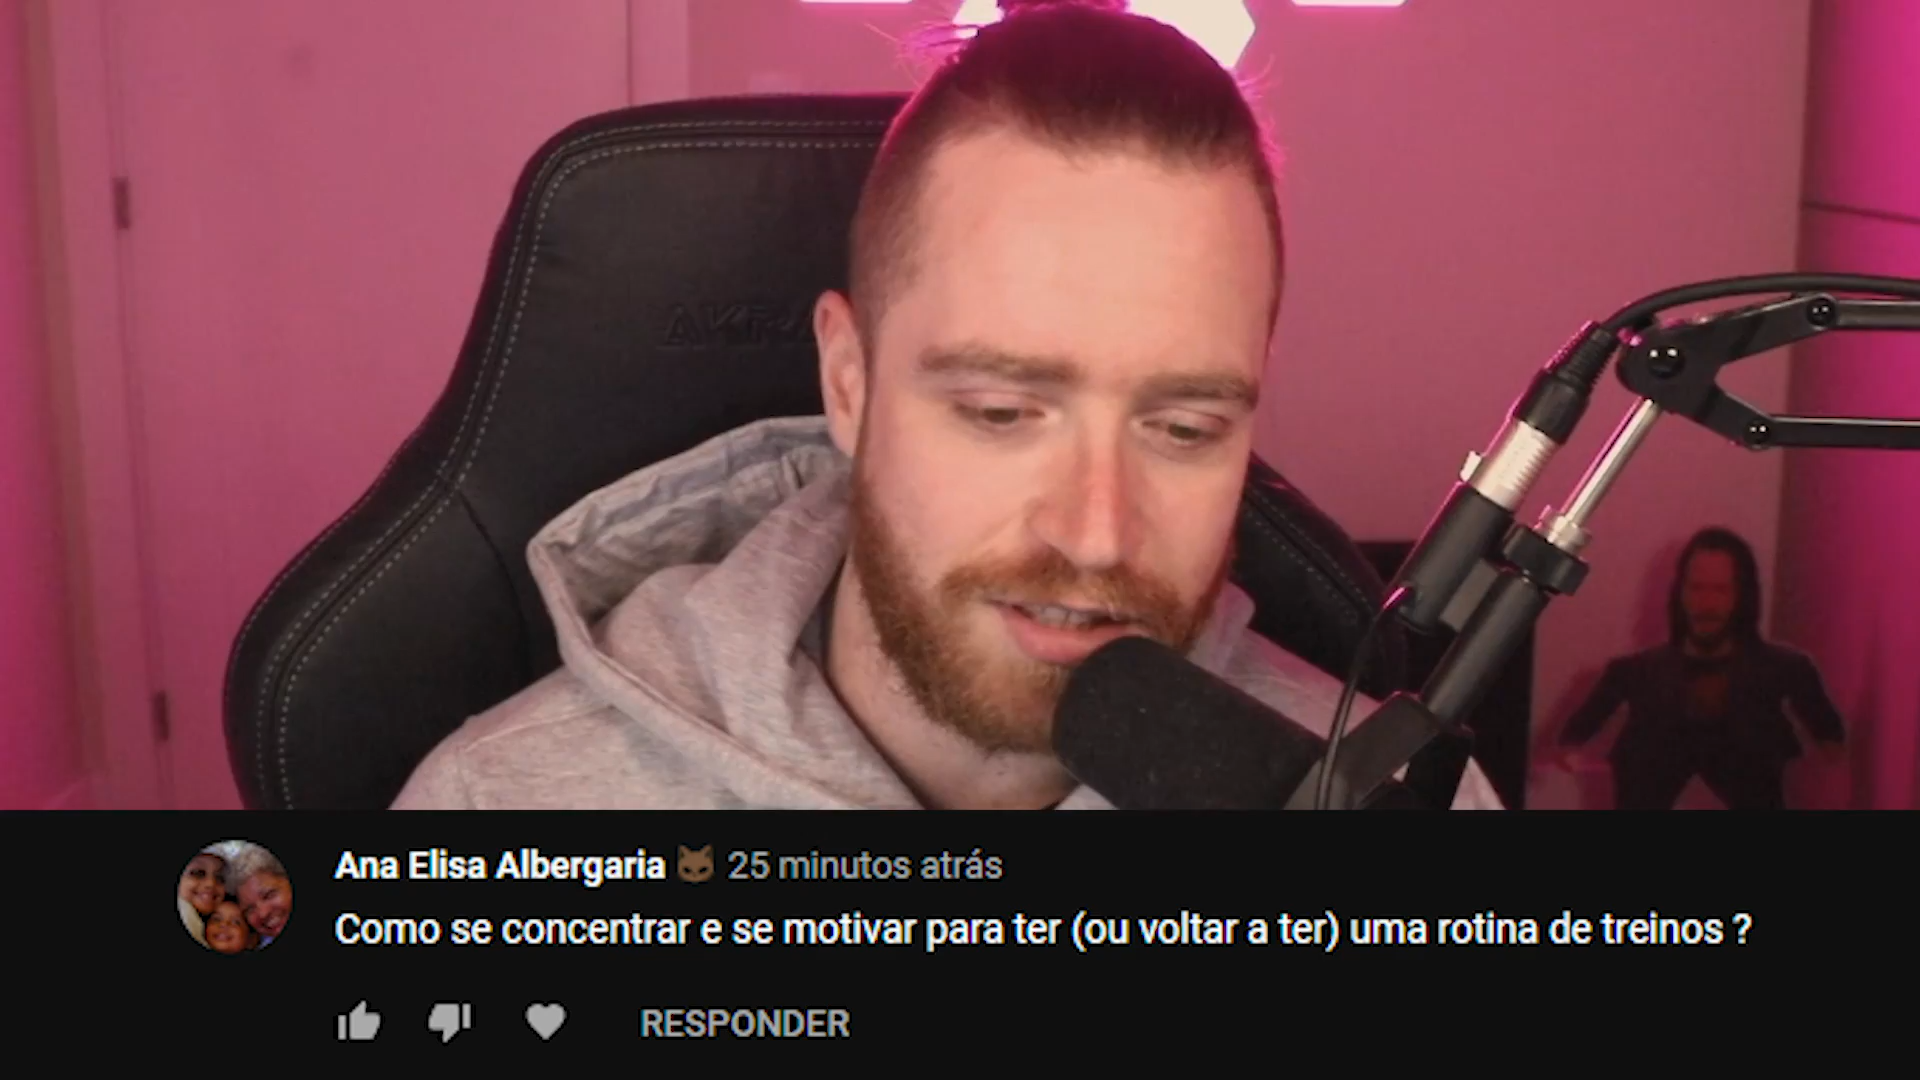 Ana Elisa Albergaria 25 minutos atrás
Como se concentrar e se motivar para ter (ou voltar a ter) uma rotina de treinos ?
RESPONDER